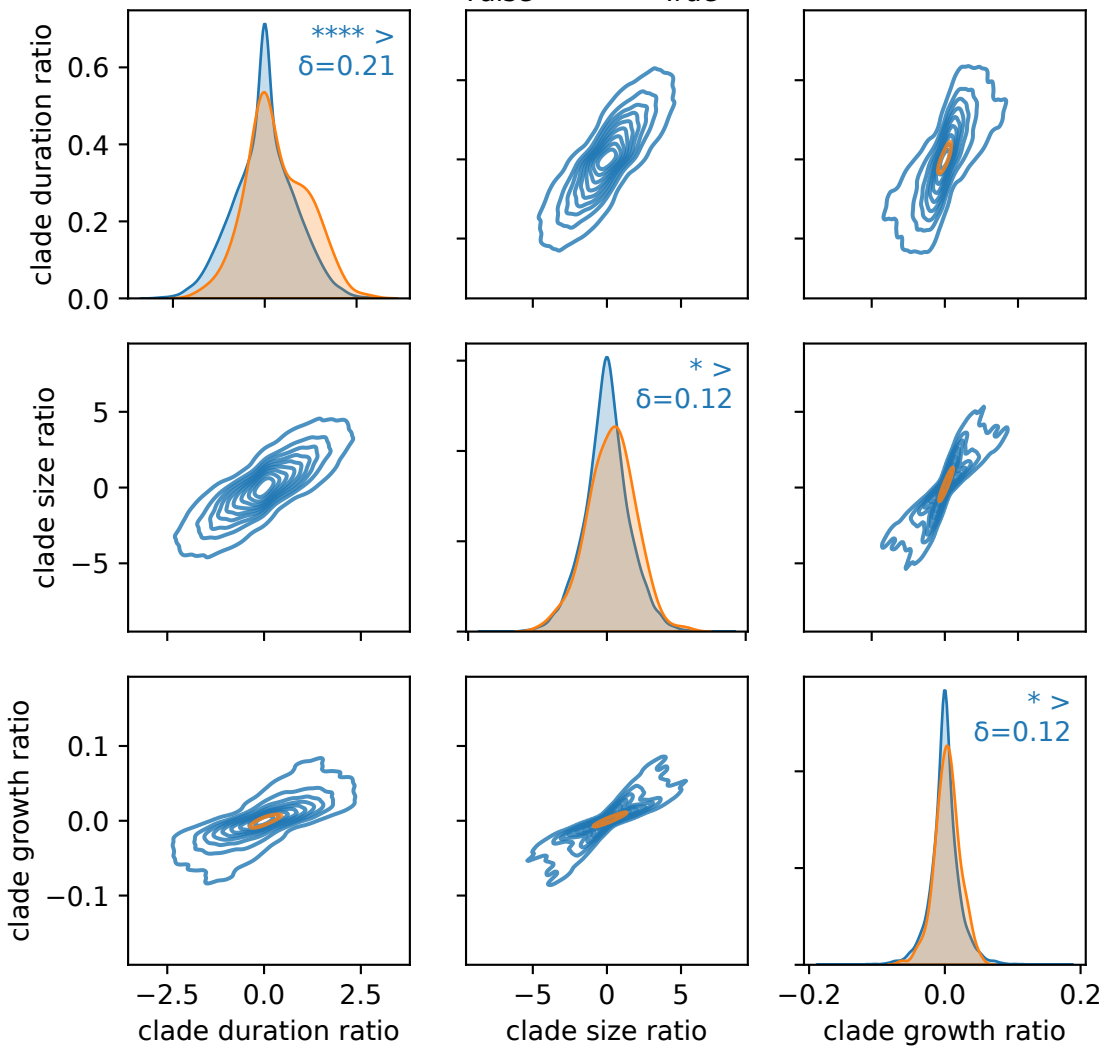 **** >
δ=0.21
clade duration ratio
0.6
0.4
0.2
0.0
* >
δ=0.12
clade size ratio
5
0
−5
* >
δ=0.12
clade growth ratio
0.1
0.0
−0.1
−2.5 0.0 2.5
−5 0 5
−0.2 0.0 0.2
clade duration ratio
clade size ratio
clade growth ratio